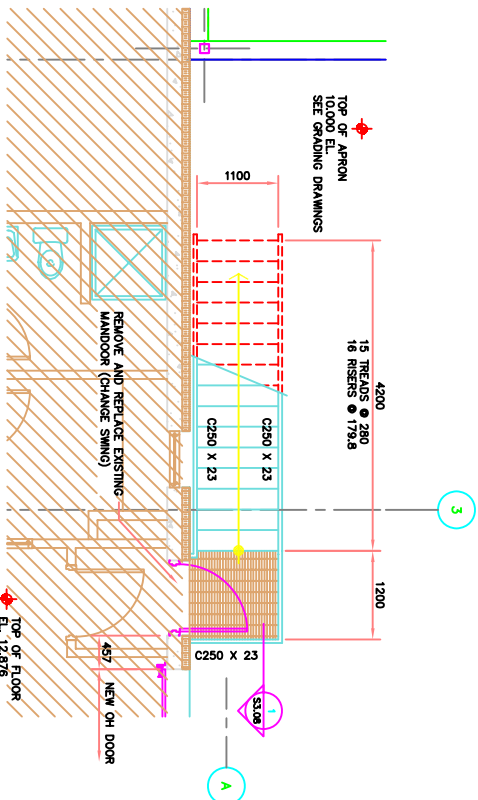 TOP OF APRON
10.000 EL.
SEE GRADING DRAWINGS
1100
4200
15 TREADS @ 280
16 RISERS @ 179.8
C250 X 23
C250 X 23
REMOVE AND REPLACE EXISTING
MANDOOR (CHANGE SWING)
3
1200
C250 X 23
1
S3.08
A
457
NEW OH DOOR
TOP OF FLOOR
EL. 12.876